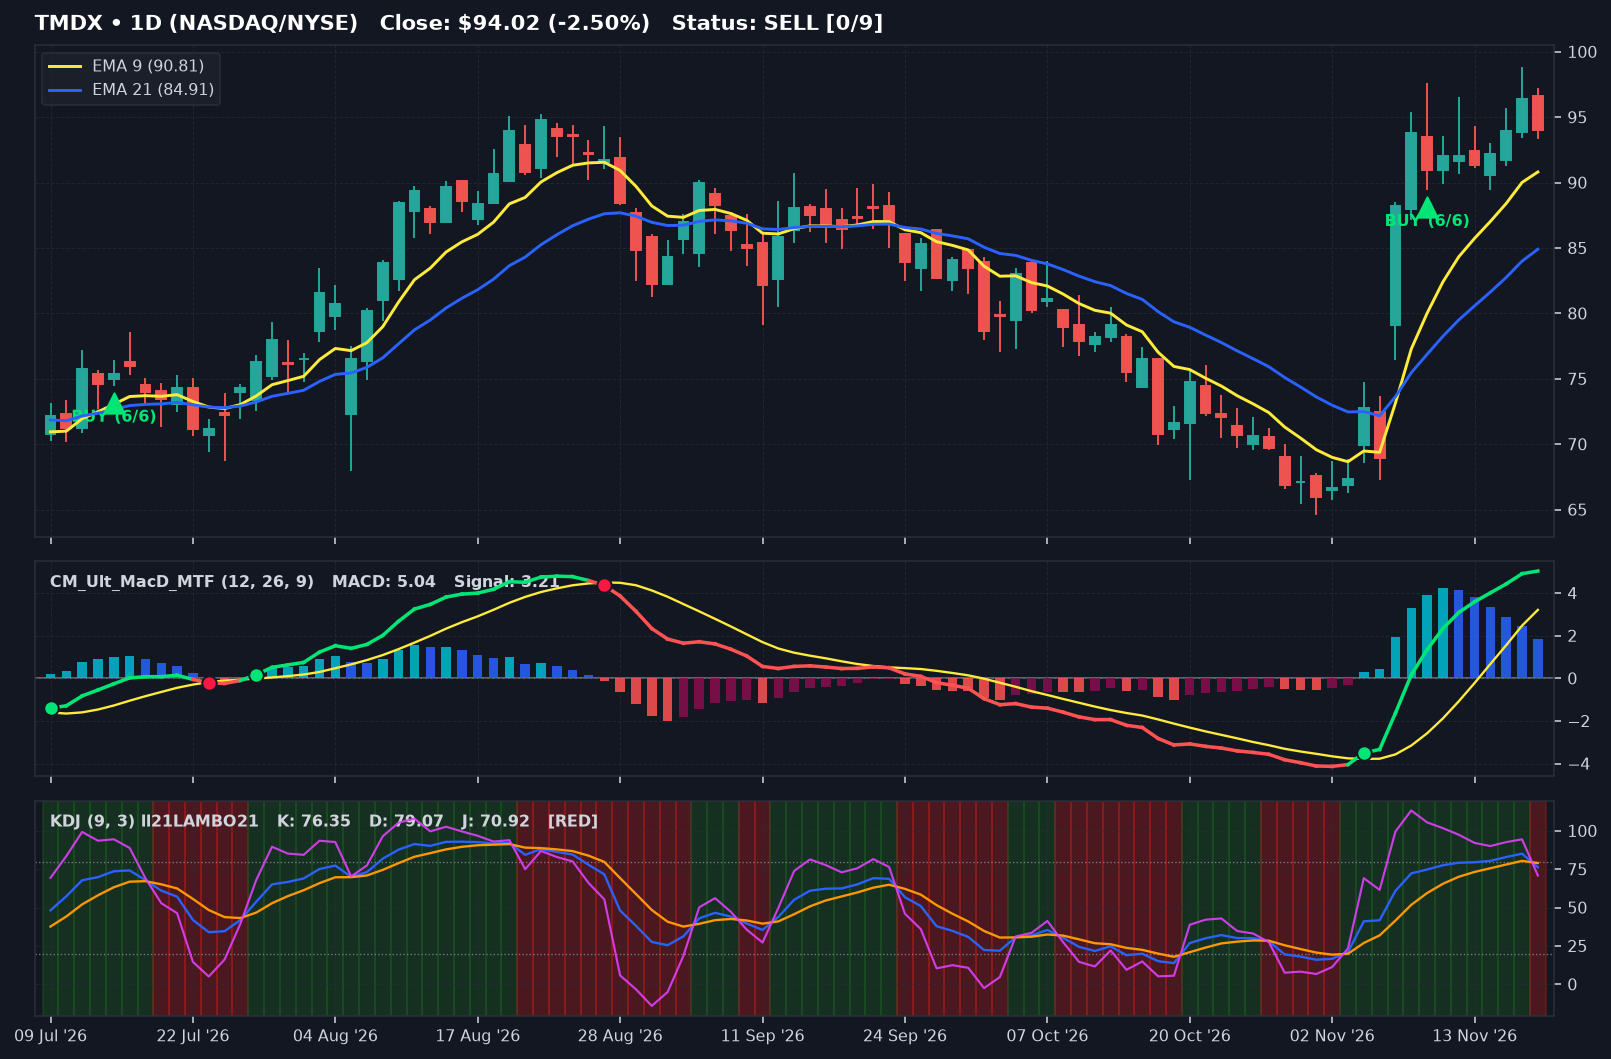 TMDX • 1D (NASDAQ/NYSE)   Close: $94.02 (-2.50%)   Status: SELL [0/9]
EMA 9 (90.81)
EMA 21 (84.91)
100
95
90
85
80
75
70
65
BUY (6/6)
BUY (6/6)
CM_Ult_MacD_MTF (12, 26, 9)   MACD: 5.04   Signal: 3.21
4
2
0
−2
−4
KDJ (9, 3) II21LAMBO21   K: 76.35   D: 79.07   J: 70.92   [RED]
100
75
50
25
0
09 Jul '26   22 Jul '26   04 Aug '26   17 Aug '26   28 Aug '26   11 Sep '26   24 Sep '26   07 Oct '26   20 Oct '26   02 Nov '26   13 Nov '26